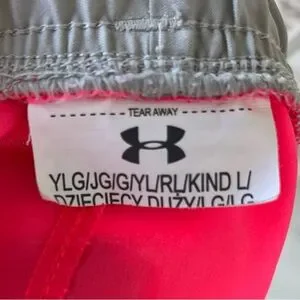 TEAR AWAY
YLG/JG/G/YL/RL/KIND L/
DZIECIĘCY DUŻY/LG/LG